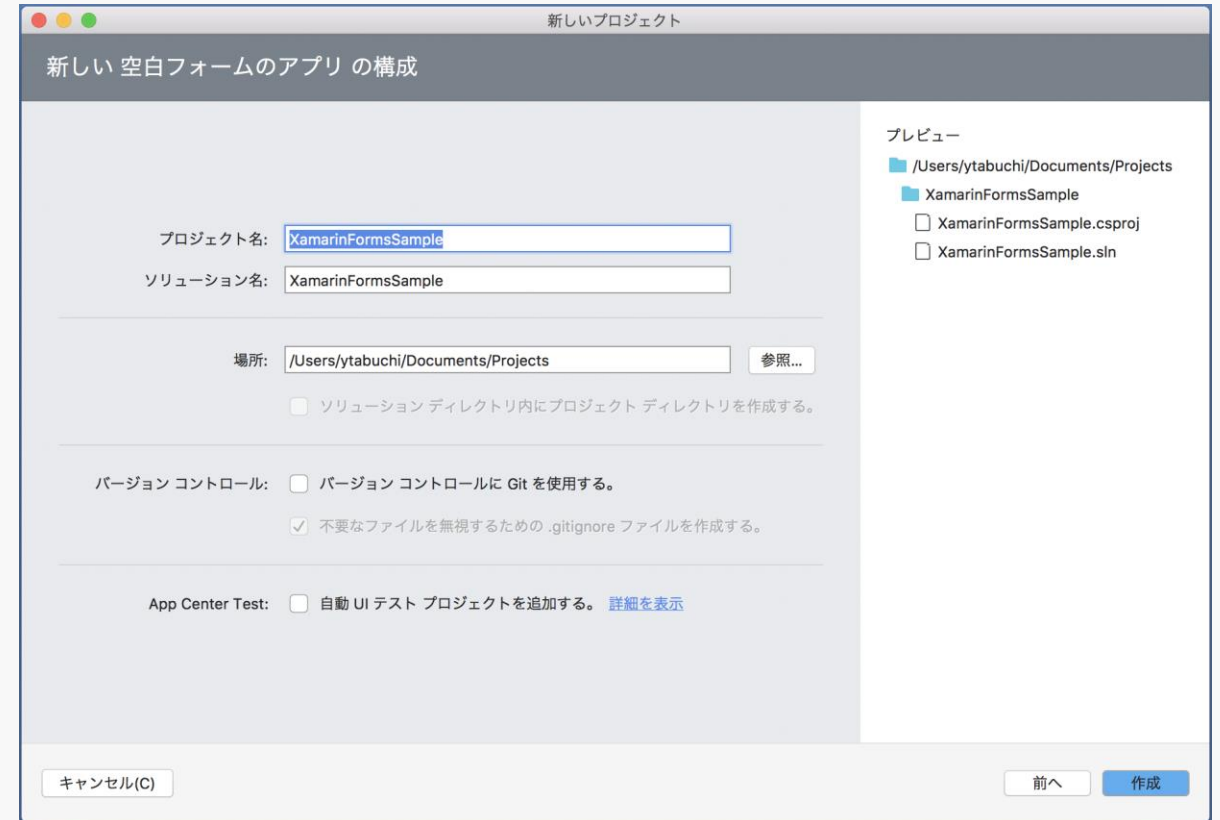 新しいプロジェクト
新しい 空白フォームのアプリ の構成
プロジェクト名: XamarinFormsSample
ソリューション名: XamarinFormsSample
場所: /Users/ytabuchi/Documents/Projects 参照...
ソリューション ディレクトリ内にプロジェクト ディレクトリを作成する。
バージョン コントロール: バージョン コントロールに Git を使用する。
不要なファイルを無視するための .gitignore ファイルを作成する。
App Center Test: 自動 UI テスト プロジェクトを追加する。 詳細を表示
プレビュー
/Users/ytabuchi/Documents/Projects
XamarinFormsSample
XamarinFormsSample.csproj
XamarinFormsSample.sln
キャンセル(C) 前へ 作成